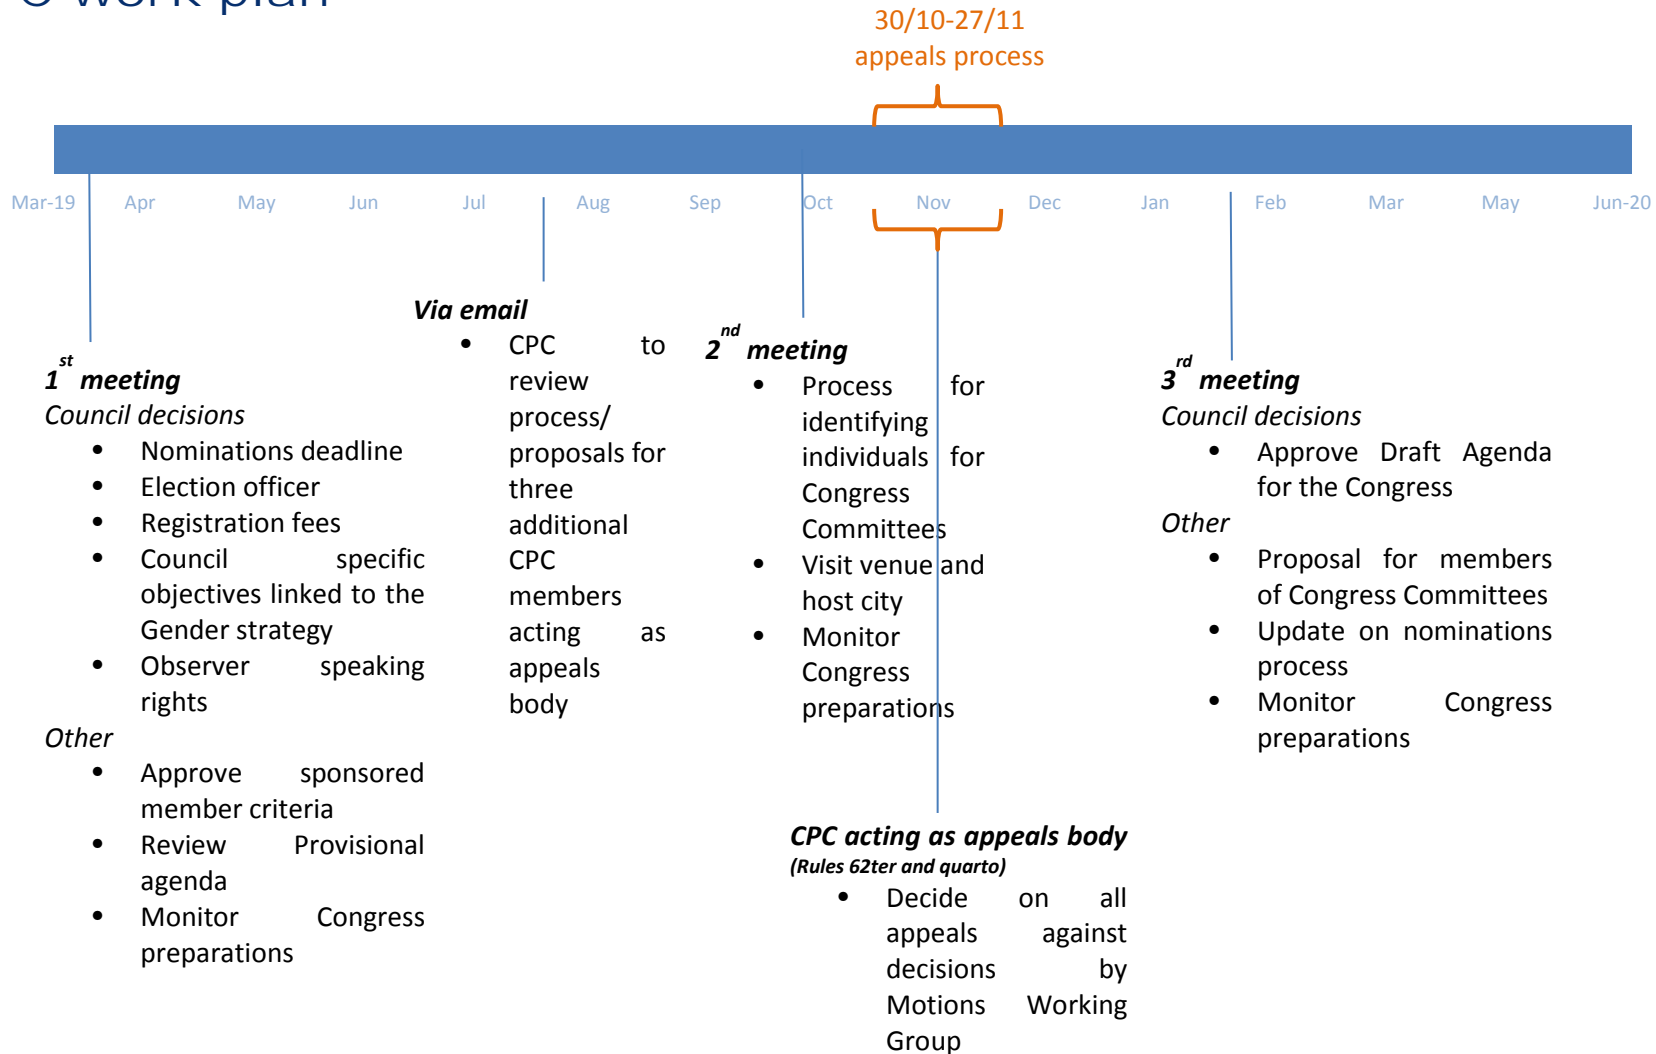 work plan
30/10-27/11
appeals process
Mar-19 Apr May Jun Jul Aug Sep Oct Nov Dec Jan Feb Mar May Jun-20
1st meeting
Council decisions
• Nominations deadline
• Election officer
• Registration fees
• Council specific
objectives linked to the
Gender strategy
• Observer speaking
rights
Other
• Approve sponsored
member criteria
• Review Provisional
agenda
• Monitor Congress
preparations
Via email
• CPC to
review
process/
proposals for
three
additional
CPC
members
acting as
appeals
body
2nd meeting
• Process for
identifying
individuals for
Congress
Committees
• Visit venue and
host city
• Monitor
Congress
preparations
CPC acting as appeals body
(Rules 62ter and quarto)
• Decide on all
appeals against
decisions by
Motions Working
Group
3rd meeting
Council decisions
• Approve Draft Agenda
for the Congress
Other
• Proposal for members
of Congress Committees
• Update on nominations
process
• Monitor Congress
preparations